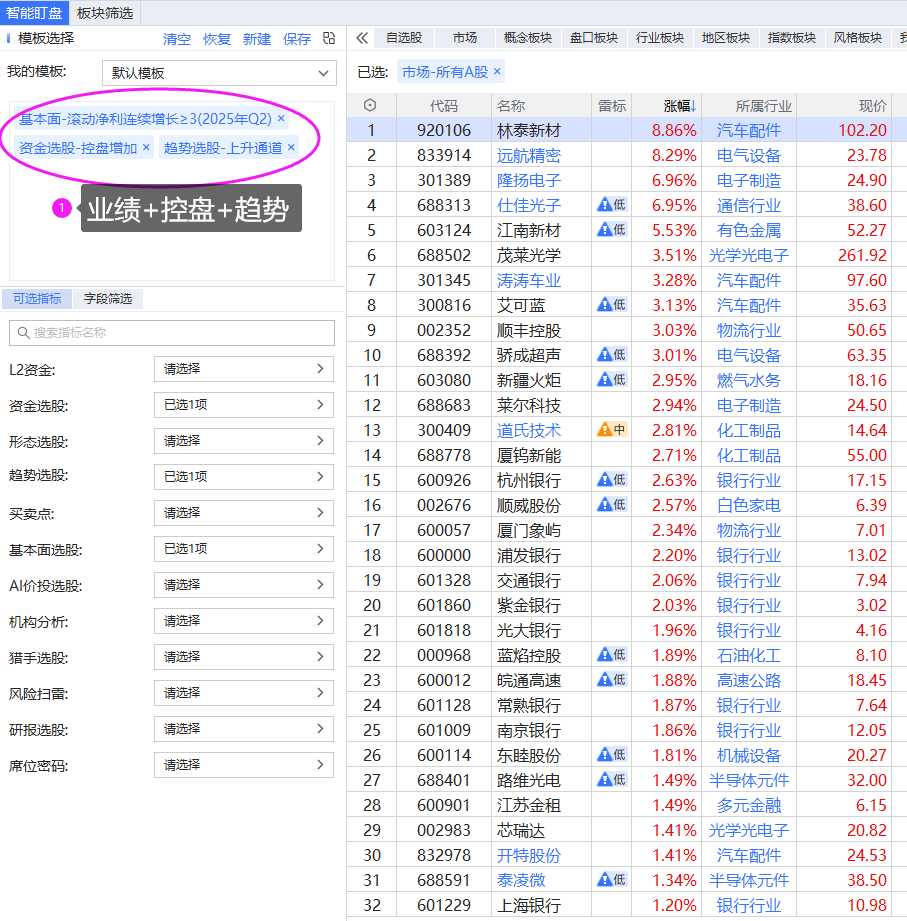 智能盯盘 板块筛选
模板选择 清空 恢复 新建 保存
我的模板: 默认模板
基本面-滚动净利连续增长≥3(2025年Q2) ×
资金选股-控盘增加 × 趋势选股-上升通道 ×
1 业绩+控盘+趋势
可选指标 字段筛选
搜索指标名称
L2资金: 请选择
资金选股: 已选1项
形态选股: 请选择
趋势选股: 已选1项
买卖点: 请选择
基本面选股: 已选1项
AI价投选股: 请选择
机构分析: 请选择
猎手选股: 请选择
风险扫雷: 请选择
研报选股: 请选择
席位密码: 请选择
自选股 市场 概念板块 盘口板块 行业板块 地区板块 指数板块 风格板块
已选: 市场-所有A股 ×
代码 名称 雷标 涨幅↓ 所属行业 现价
1 920106 林泰新材 8.86% 汽车配件 102.20
2 833914 远航精密 8.29% 电气设备 23.78
3 301389 隆扬电子 6.96% 电子制造 24.90
4 688313 仕佳光子 低 6.95% 通信行业 38.60
5 603124 江南新材 低 5.53% 有色金属 52.27
6 688502 茂莱光学 3.51% 光学光电子 261.92
7 301345 涛涛车业 3.28% 汽车配件 97.60
8 300816 艾可蓝 低 3.13% 汽车配件 35.63
9 002352 顺丰控股 3.03% 物流行业 50.65
10 688392 骄成超声 低 3.01% 电气设备 63.35
11 603080 新疆火炬 低 2.95% 燃气水务 18.16
12 688683 莱尔科技 2.94% 电子制造 24.50
13 300409 道氏技术 中 2.81% 化工制品 14.64
14 688778 厦钨新能 2.71% 化工制品 55.00
15 600926 杭州银行 低 2.63% 银行行业 17.15
16 002676 顺威股份 低 2.57% 白色家电 6.39
17 600057 厦门象屿 2.34% 物流行业 7.01
18 600000 浦发银行 2.20% 银行行业 13.02
19 601328 交通银行 2.06% 银行行业 7.94
20 601860 紫金银行 2.03% 银行行业 3.02
21 601818 光大银行 1.96% 银行行业 4.16
22 000968 蓝焰控股 低 1.89% 石油化工 8.10
23 600012 皖通高速 低 1.88% 高速公路 18.45
24 601128 常熟银行 1.87% 银行行业 7.64
25 601009 南京银行 1.86% 银行行业 12.05
26 600114 东睦股份 低 1.81% 机械设备 20.27
27 688401 路维光电 低 1.49% 半导体元件 32.00
28 600901 江苏金租 1.49% 多元金融 6.15
29 002983 芯瑞达 1.41% 光学光电子 20.82
30 832978 开特股份 1.41% 汽车配件 24.53
31 688591 泰凌微 低 1.34% 半导体元件 38.50
32 601229 上海银行 1.20% 银行行业 10.98